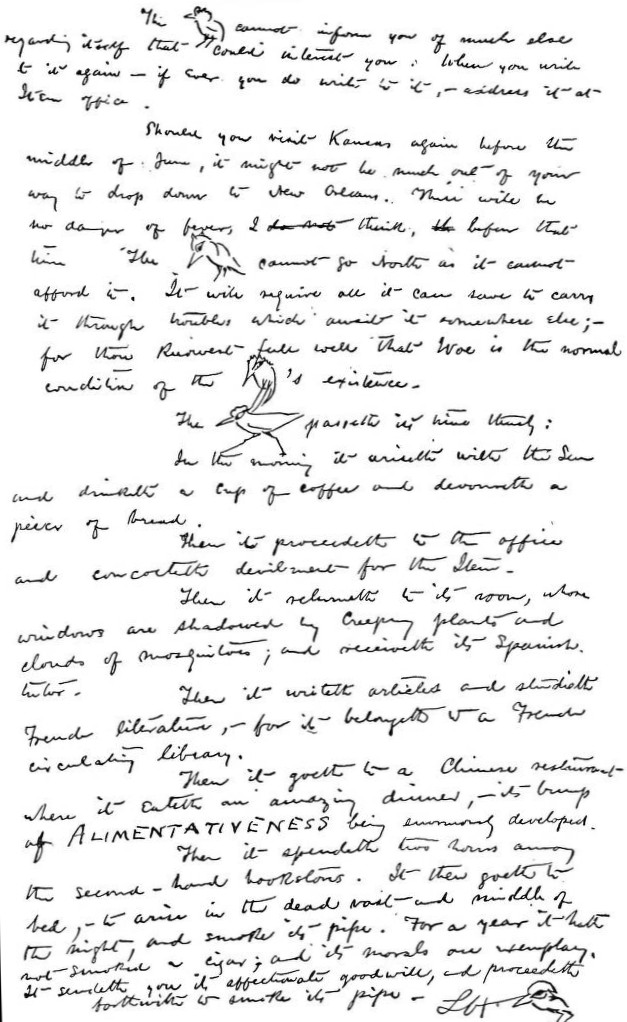 The cannot inform you of much else
regarding itself that could interest you: When you write
to it again – if ever you do write to it, – address it at
Item office.
Should you visit Kansas again before the
middle of June, it might not be much out of your
way to drop down to New Orleans. There will be
no danger of fever, I do not think, before that
time The cannot go North as it cannot
afford it. It will require all it can save to carry
it through troubles which await it somewhere else; –
for thou knowest full well that Woe is the normal
condition of the 's existence –
The passeth its time thusly:
In the morning it ariseth with the Sun
and drinketh a cup of coffee and devoureth a
piece of bread.
Then it proceedeth to the office
and concocteth devilment for the Item –
Then it returneth to its room, whose
windows are shadowed by creeping plants and
clouds of mosquitoes; and receiveth its Spanish
tutor –
Then it writeth articles and studieth
French literature, – for it belongeth to a French
circulating library.
Then it goeth to a Chinese restaurant
where it eateth an amazing dinner, – its bump
of ALIMENTATIVENESS being enormously developed.
Then it spendeth two hours among
the second-hand bookstores. It then goeth to
bed, – to arise in the dead vast and middle of
the night, and smoke its pipe. For a year it hath
not smoked a cigar; and its morals are exemplary.
It sendeth you its affectionate goodwill, and proceedeth
forthwith to smoke its pipe – LH